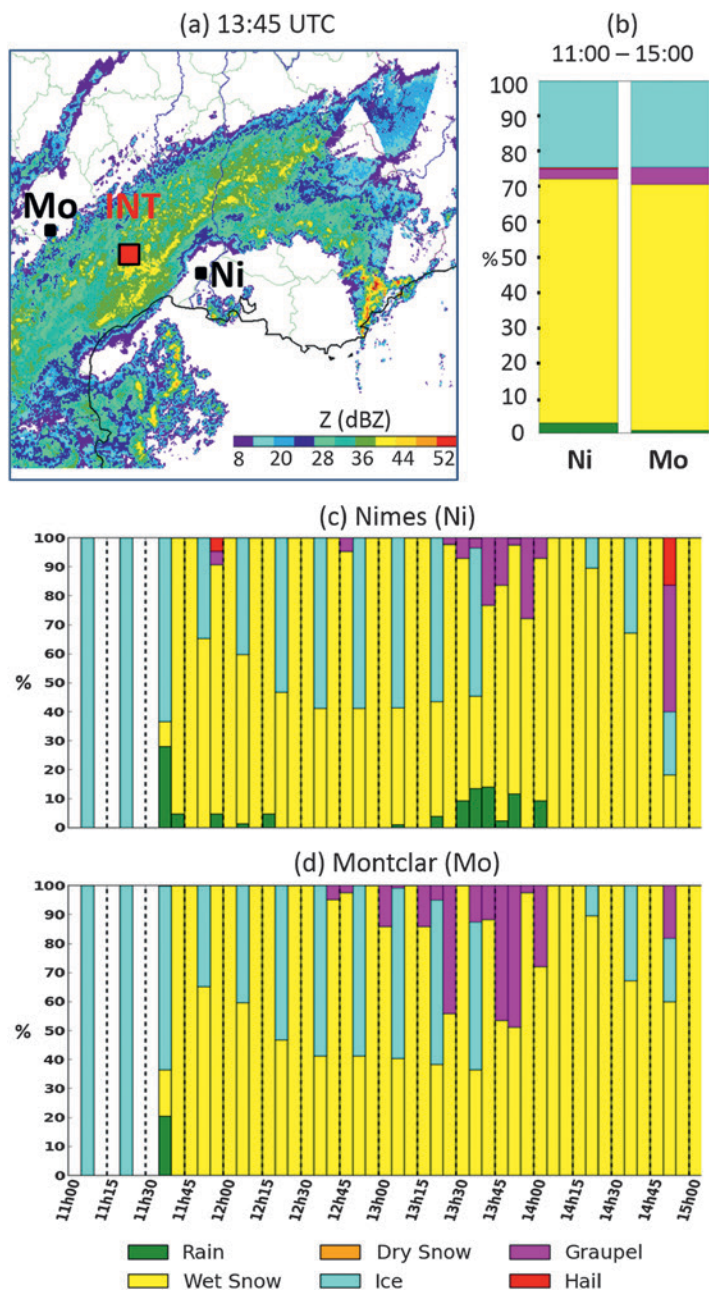 (a) 13:45 UTC
Mo
INT
Ni
Z (dBZ)
8 20 28 36 44 52
(b)
11:00 – 15:00
100
90
80
70
60
%
50
40
30
20
10
0
Ni Mo
(c) Nimes (Ni)
100
90
80
70
60
50
%
40
30
20
10
0
(d) Montclar (Mo)
100
90
80
70
60
50
%
40
30
20
10
0
11h00 11h15 11h30 11h45 12h00 12h15 12h30 12h45 13h00 13h15 13h30 13h45 14h00 14h15 14h30 14h45 15h00
Rain Dry Snow Graupel
Wet Snow Ice Hail